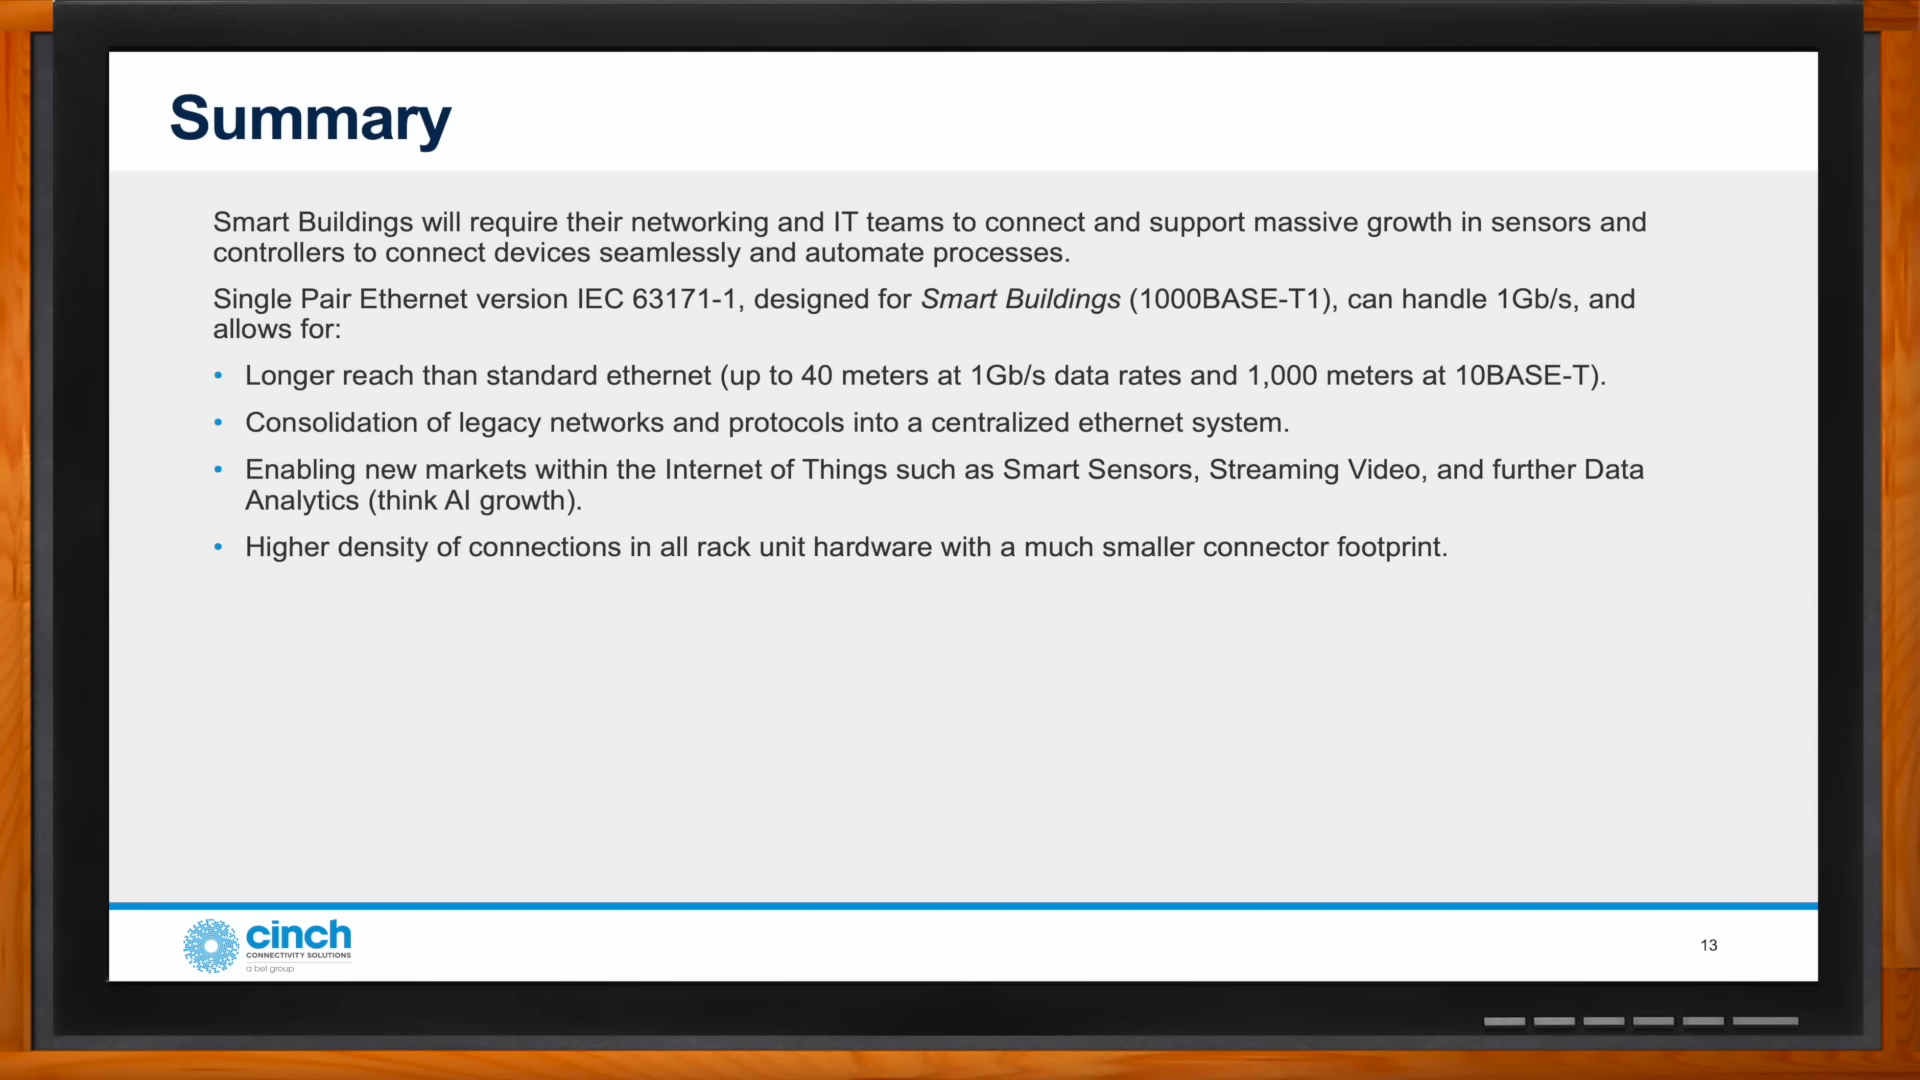 Summary
Smart Buildings will require their networking and IT teams to connect and support massive growth in sensors and
controllers to connect devices seamlessly and automate processes.
Single Pair Ethernet version IEC 63171-1, designed for Smart Buildings (1000BASE-T1), can handle 1Gb/s, and
allows for:
• Longer reach than standard ethernet (up to 40 meters at 1Gb/s data rates and 1,000 meters at 10BASE-T).
• Consolidation of legacy networks and protocols into a centralized ethernet system.
• Enabling new markets within the Internet of Things such as Smart Sensors, Streaming Video, and further Data
Analytics (think AI growth).
• Higher density of connections in all rack unit hardware with a much smaller connector footprint.
cinch
CONNECTIVITY SOLUTIONS
a bel group
13